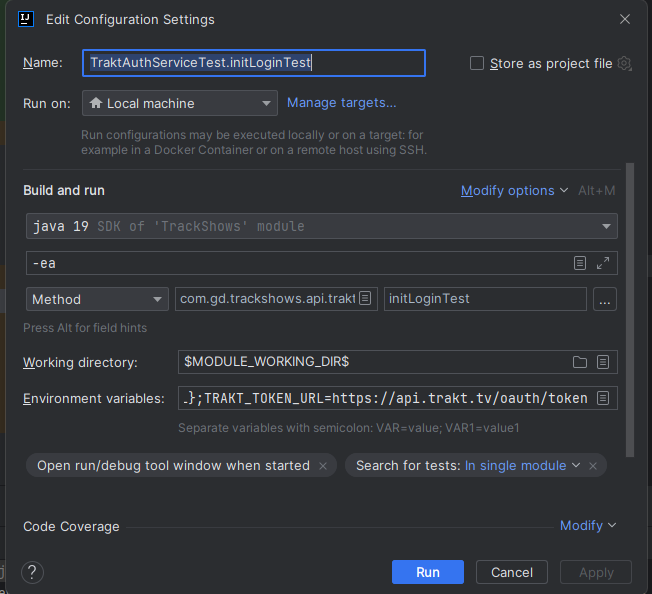 IJ
Edit Configuration Settings
Name: TraktAuthServiceTest.initLoginTest
Store as project file
Run on: Local machine
Manage targets...
Run configurations may be executed locally or on a target: for
example in a Docker Container or on a remote host using SSH.
Build and run
Modify options Alt+M
java 19 SDK of 'TrackShows' module
-ea
Method com.gd.trackshows.api.trakt initLoginTest ...
Press Alt for field hints
Working directory: $MODULE_WORKING_DIR$
Environment variables: };TRAKT_TOKEN_URL=https://api.trakt.tv/oauth/token
Separate variables with semicolon: VAR=value; VAR1=value1
Open run/debug tool window when started ×
Search for tests: In single module ×
Code Coverage
Modify
?
Run
Cancel
Apply